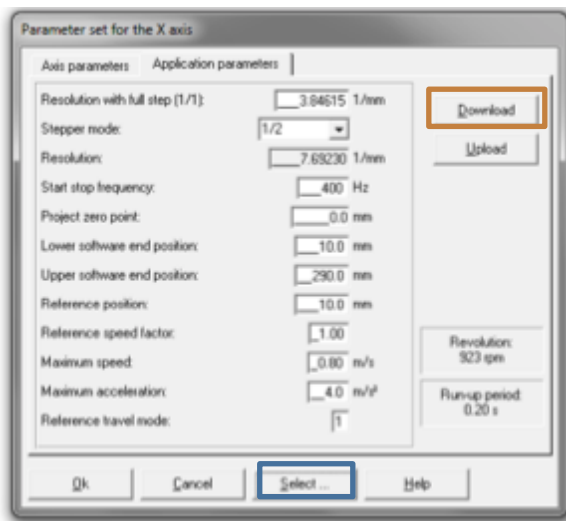 Parameter set for the X axis
Axis parameters Application parameters
Resolution with full step (1/1): 3.84615 1/mm
Download
Stepper mode: 1/2
Upload
Resolution: 7.69230 1/mm
Start stop frequency: 400 Hz
Project zero point: 0.0 mm
Lower software end position: 10.0 mm
Upper software end position: 290.0 mm
Reference position: 10.0 mm
Reference speed factor: 1.00
Revolution:
923 rpm
Maximum speed: 0.80 m/s
Maximum acceleration: 4.0 m/s²
Run-up period:
0.20 s
Reference travel mode: 1
Ok Cancel Select ... Help